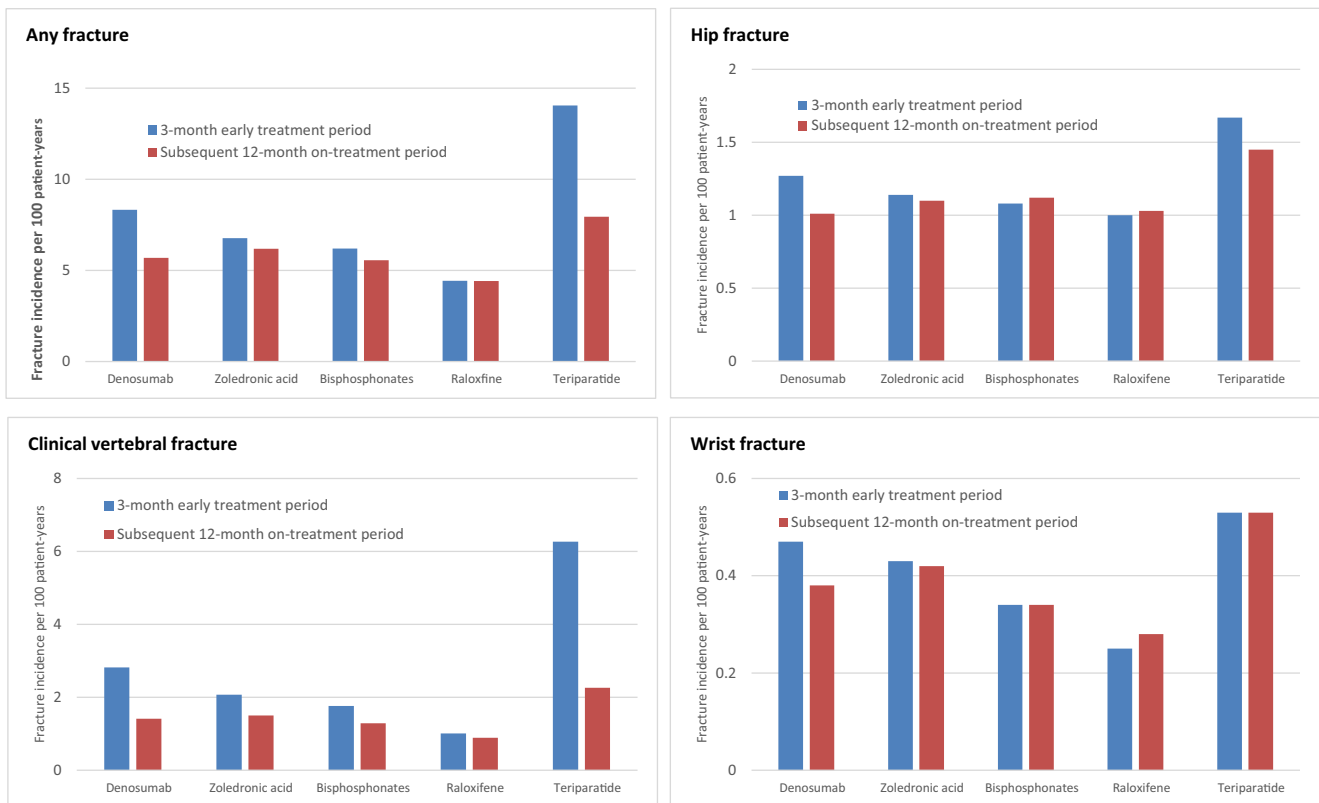 Any fracture
Fracture incidence per 100 patient-years
15
10
5
0
3-month early treatment period
Subsequent 12-month on-treatment period
Denosumab Zoledronic acid Bisphosphonates Raloxfine Teriparatide
Hip fracture
Fracture incidence per 100 patient-years
2
1.5
1
0.5
0
3-month early treatment period
Subsequent 12-month on-treatment period
Denosumab Zoledronic acid Bisphosphonates Raloxifene Teriparatide
Clinical vertebral fracture
Fracture incidence per 100 patient-years
8
6
4
2
0
3-month early treatment period
Subsequent 12-month on-treatment period
Denosumab Zoledronic acid Bisphosphonates Raloxifene Teriparatide
Wrist fracture
Fracture incidence per 100 patient-years
0.6
0.4
0.2
0
3-month early treatment period
Subsequent 12-month on-treatment period
Denosumab Zoledronic acid Bisphosphonates Raloxifene Teriparatide